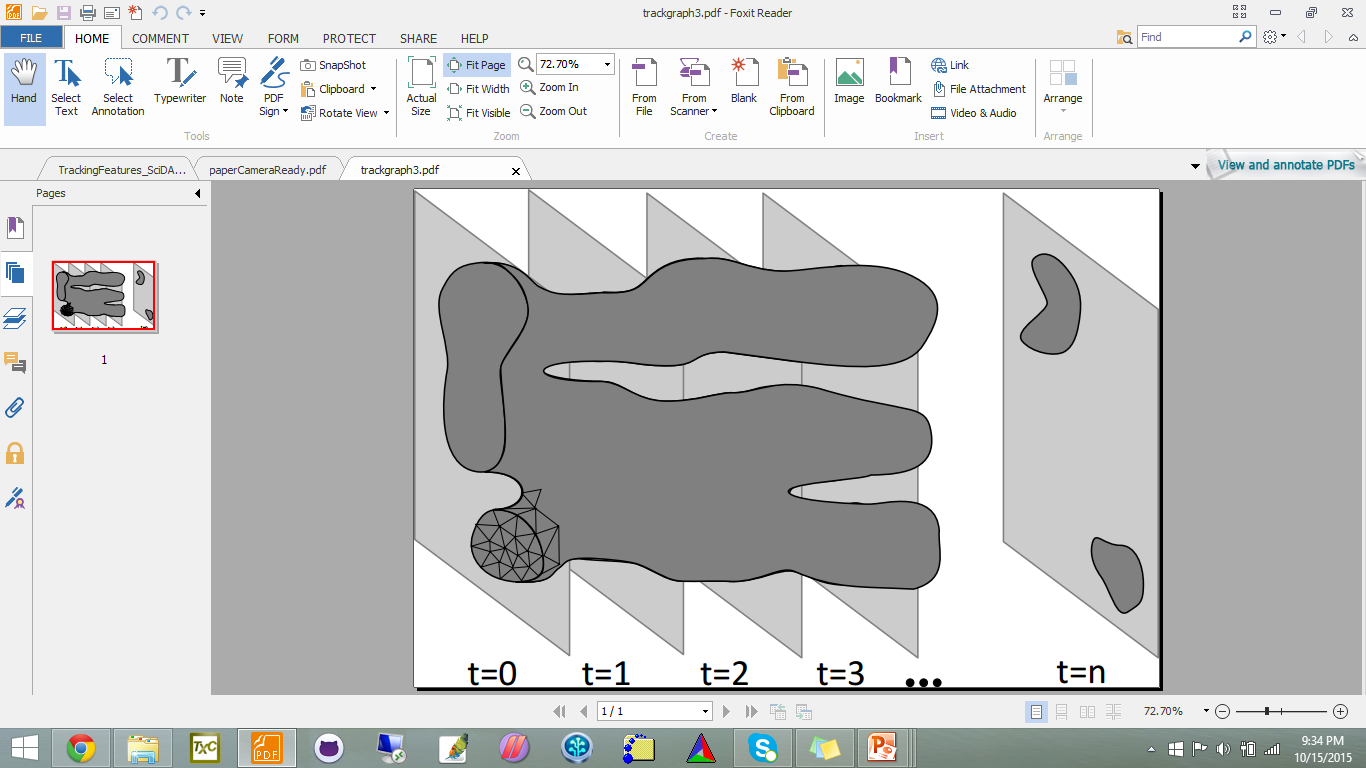 trackgraph3.pdf - Foxit Reader
FILE HOME COMMENT VIEW FORM PROTECT SHARE HELP
Find
Hand
Select Text
Select Annotation
Typewriter
Note
PDF Sign
SnapShot
Clipboard
Rotate View
Tools
Actual Size
Fit Page
Fit Width
Fit Visible
72.70%
Zoom In
Zoom Out
Zoom
From File
From Scanner
Blank
From Clipboard
Create
Image
Bookmark
Link
File Attachment
Video & Audio
Insert
Arrange
Arrange
TrackingFeatures_SciDA...
paperCameraReady.pdf
trackgraph3.pdf
View and annotate PDFs
Pages
1
t=0 t=1 t=2 t=3 ... t=n
1 / 1
72.70%
TXC
PDF
9:34 PM
10/15/2015